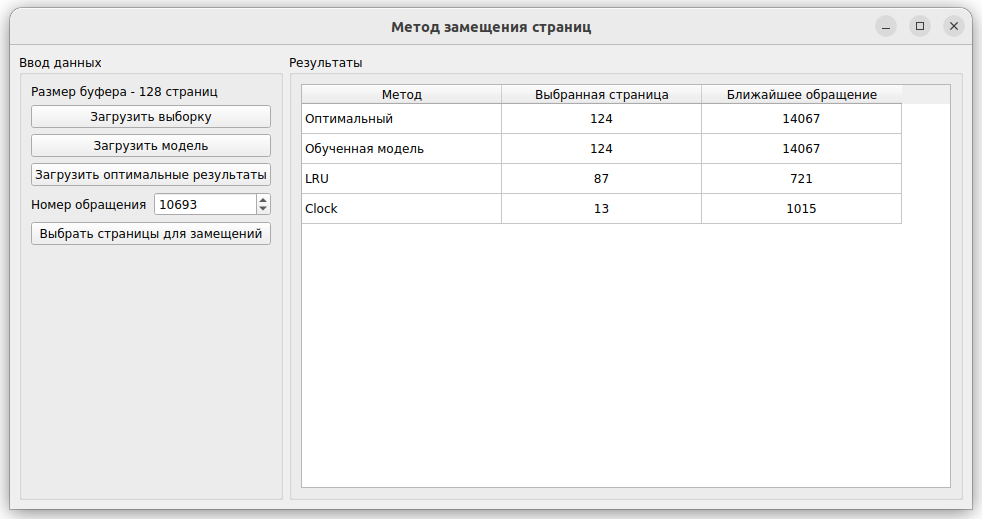 Метод замещения страниц
Ввод данных
Размер буфера - 128 страниц
Загрузить выборку
Загрузить модель
Загрузить оптимальные результаты
Номер обращения 10693
Выбрать страницы для замещений
Результаты
Метод Выбранная страница Ближайшее обращение
Оптимальный 124 14067
Обученная модель 124 14067
LRU 87 721
Clock 13 1015